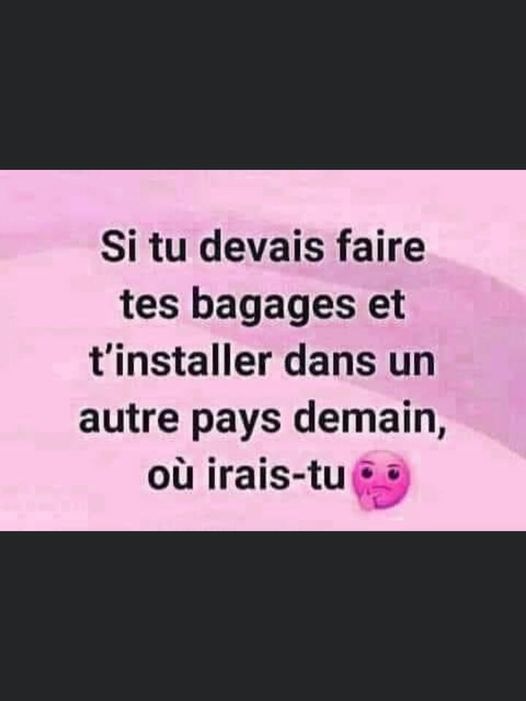 Si tu devais faire
tes bagages et
t’installer dans un
autre pays demain,
où irais-tu🤔